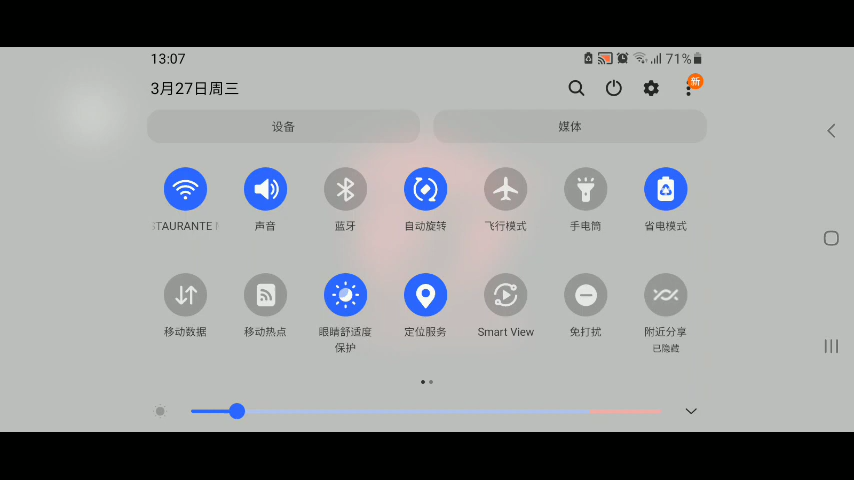 13:07
71%
3月27日周三
新
设备
媒体
STAURANTE
声音
蓝牙
自动旋转
飞行模式
手电筒
省电模式
移动数据
移动热点
眼睛舒适度
保护
定位服务
Smart View
免打扰
附近分享
已隐藏